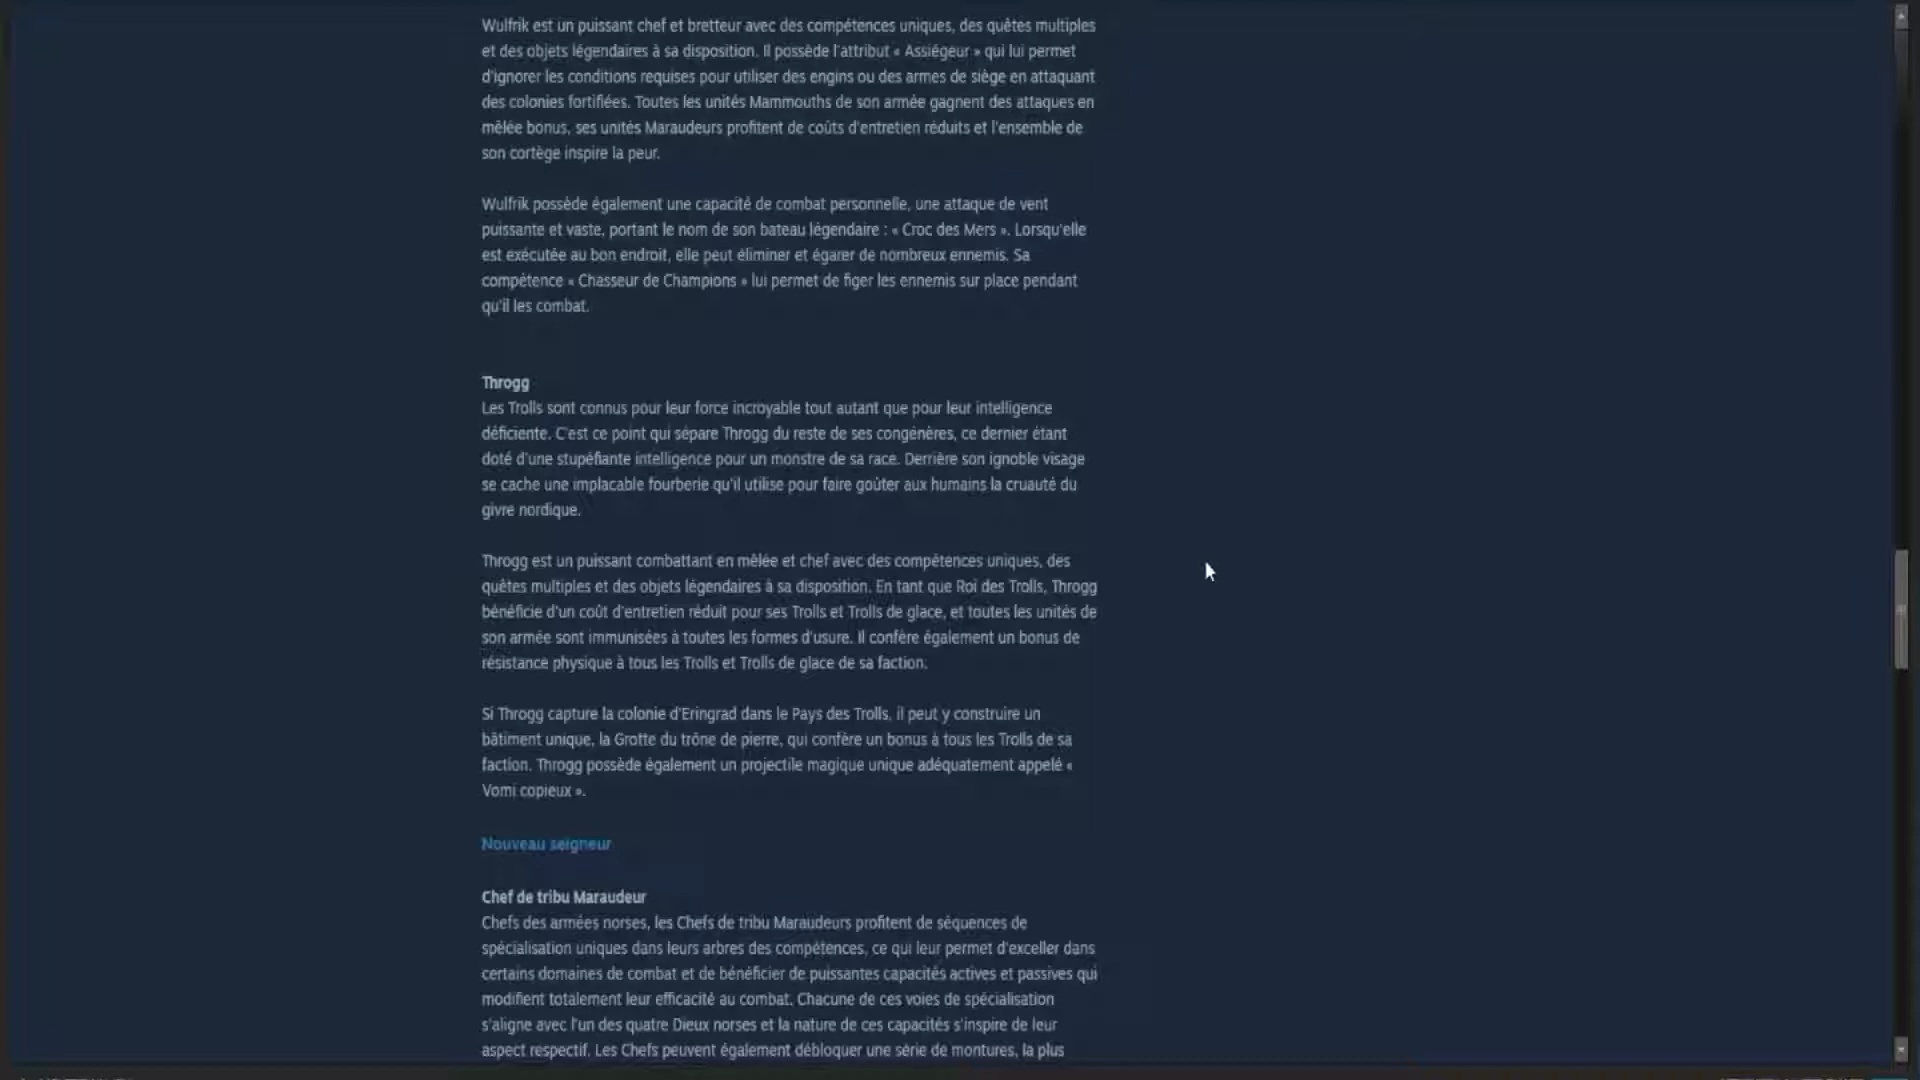 Wulfrik est un puissant chef et bretteur avec des compétences uniques, des quêtes multiples
et des objets légendaires à sa disposition. Il possède l'attribut « Assiégeur » qui lui permet
d'ignorer les conditions requises pour utiliser des engins ou des armes de siège en attaquant
des colonies fortifiées. Toutes les unités Mammouths de son armée gagnent des attaques en
mêlée bonus, ses unités Maraudeurs profitent de coûts d'entretien réduits et l'ensemble de
son cortège inspire la peur.
Wulfrik possède également une capacité de combat personnelle, une attaque de vent
puissante et vaste, portant le nom de son bateau légendaire : « Croc des Mers ». Lorsqu'elle
est exécutée au bon endroit, elle peut éliminer et égarer de nombreux ennemis. Sa
compétence « Chasseur de Champions » lui permet de figer les ennemis sur place pendant
qu'il les combat.
Throgg
Les Trolls sont connus pour leur force incroyable tout autant que pour leur intelligence
déficiente. C'est ce point qui sépare Throgg du reste de ses congénères, ce dernier étant
doté d'une stupéfiante intelligence pour un monstre de sa race. Derrière son ignoble visage
se cache une implacable fourberie qu'il utilise pour faire goûter aux humains la cruauté du
givre nordique.
Throgg est un puissant combattant en mêlée et chef avec des compétences uniques, des
quêtes multiples et des objets légendaires à sa disposition. En tant que Roi des Trolls, Throgg
bénéficie d'un coût d'entretien réduit pour ses Trolls et Trolls de glace, et toutes les unités de
son armée sont immunisées à toutes les formes d'usure. Il confère également un bonus de
résistance physique à tous les Trolls et Trolls de glace de sa faction.
Si Throgg capture la colonie d'Eringrad dans le Pays des Trolls, il peut y construire un
bâtiment unique, la Grotte du trône de pierre, qui confère un bonus à tous les Trolls de sa
faction. Throgg possède également un projectile magique unique adéquatement appelé «
Vomi copieux ».
Nouveau seigneur
Chef de tribu Maraudeur
Chefs des armées norses, les Chefs de tribu Maraudeurs profitent de séquences de
spécialisation uniques dans leurs arbres des compétences, ce qui leur permet d'exceller dans
certains domaines de combat et de bénéficier de puissantes capacités actives et passives qui
modifient totalement leur efficacité au combat. Chacune de ces voies de spécialisation
s'aligne avec l'un des quatre Dieux norses et la nature de ces capacités s'inspire de leur
aspect respectif. Les Chefs peuvent également débloquer une série de montures, la plus